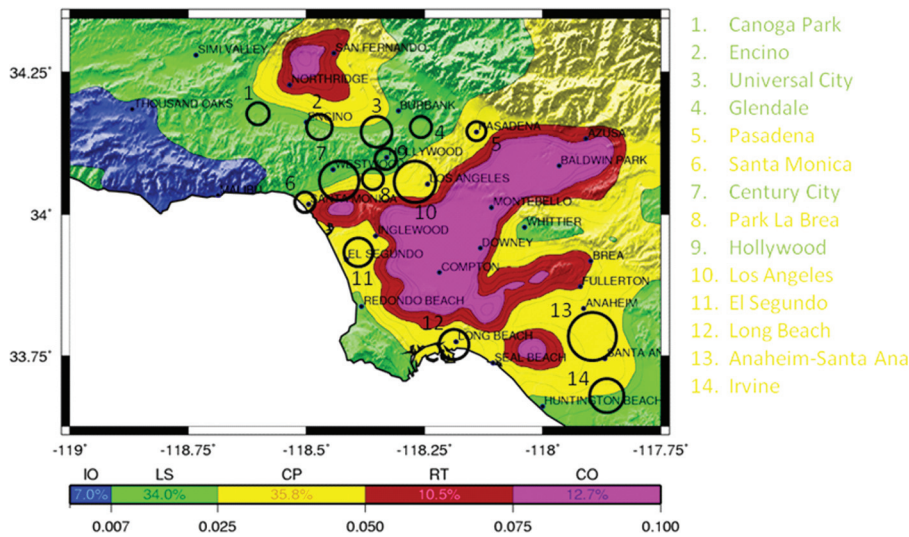 34.25
34
33.75
-119°
-118.75
-118.5
-118.25
-118
-117.75
SIMI VALLEY
SAN FERNANDO
NORTHRIDGE
THOUSAND OAKS
1
2
ENCINO
3
BURBANK
4
PASADENA
5
AZUSA
BALDWIN PARK
9
7
WESTWOOD
LOS ANGELES
6
SANTA MONICA
8
10
MONTEBELLO
WHITTIER
INGLEWOOD
DOWNEY
EL SEGUNDO
COMPTON
BREA
FULLERTON
11
REDONDO BEACH
13
ANAHEIM
12
LONG BEACH
SEAL BEACH
SANTA AN
14
HUNTINGTON BEACH
1. Canoga Park
2. Encino
3. Universal City
4. Glendale
5. Pasadena
6. Santa Monica
7. Century City
8. Park La Brea
9. Hollywood
10. Los Angeles
11. El Segundo
12. Long Beach
13. Anaheim-Santa Ana
14. Irvine
IO LS CP RT CO
7.0% 34.0% 35.8% 10.5% 12.7%
0.007 0.025 0.050 0.075 0.100